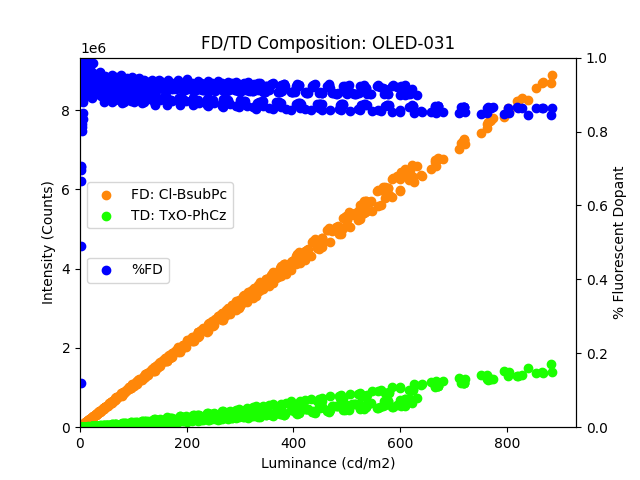 FD/TD Composition: OLED-031
1e6
8
6
4
2
0
Intensity (Counts)
FD: Cl-BsubPc
TD: TxO-PhCz
%FD
1.0
0.8
0.6
0.4
0.2
0.0
% Fluorescent Dopant
0 200 400 600 800
Luminance (cd/m2)